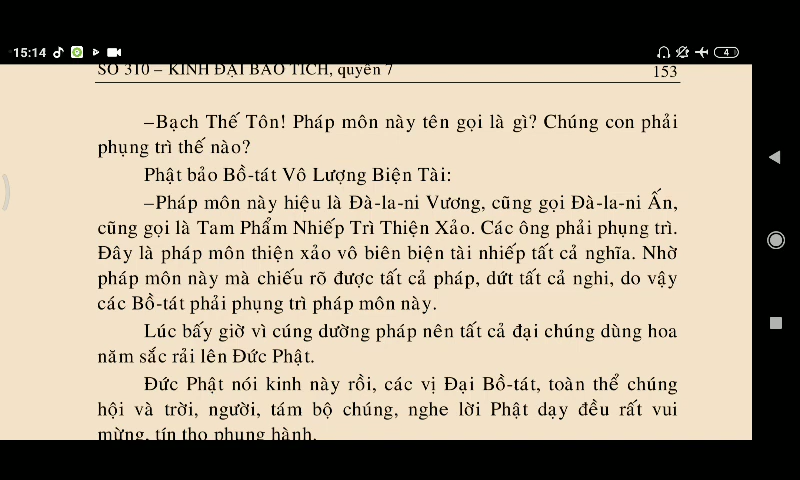 15:14
4
SỐ 310 – KINH ĐẠI BẢO TÍCH, quyển 7 153
–Bạch Thế Tôn! Pháp môn này tên gọi là gì? Chúng con phải
phụng trì thế nào?
Phật bảo Bồ-tát Vô Lượng Biện Tài:
–Pháp môn này hiệu là Đà-la-ni Vương, cũng gọi Đà-la-ni Ấn,
cũng gọi là Tam Phẩm Nhiếp Trì Thiện Xảo. Các ông phải phụng trì.
Đây là pháp môn thiện xảo vô biên biện tài nhiếp tất cả nghĩa. Nhờ
pháp môn này mà chiếu rõ được tất cả pháp, dứt tất cả nghi, do vậy
các Bồ-tát phải phụng trì pháp môn này.
Lúc bấy giờ vì cúng dường pháp nên tất cả đại chúng dùng hoa
năm sắc rải lên Đức Phật.
Đức Phật nói kinh này rồi, các vị Đại Bồ-tát, toàn thể chúng
hội và trời, người, tám bộ chúng, nghe lời Phật dạy đều rất vui
mừng, tín thọ phụng hành.